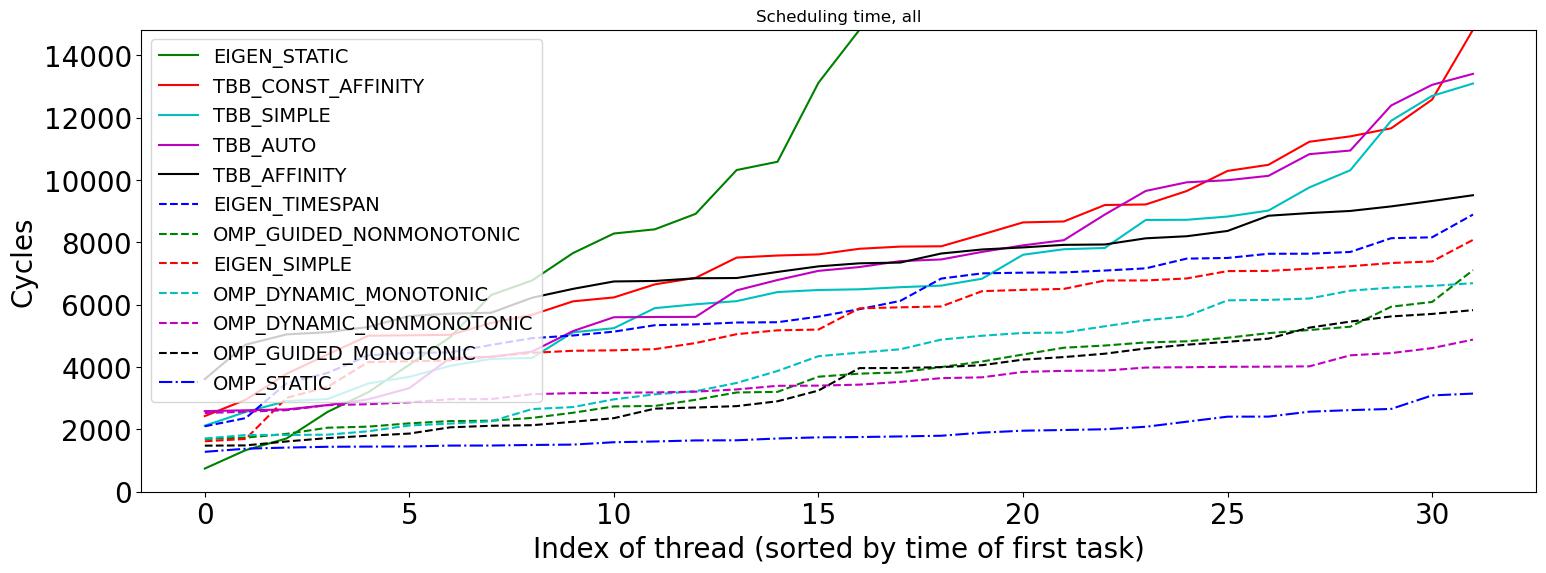 Scheduling time, all
Cycles
14000
12000
10000
8000
6000
4000
2000
0
EIGEN_STATIC
TBB_CONST_AFFINITY
TBB_SIMPLE
TBB_AUTO
TBB_AFFINITY
EIGEN_TIMESPAN
OMP_GUIDED_NONMONOTONIC
EIGEN_SIMPLE
OMP_DYNAMIC_MONOTONIC
OMP_DYNAMIC_NONMONOTONIC
OMP_GUIDED_MONOTONIC
OMP_STATIC
0 5 10 15 20 25 30
Index of thread (sorted by time of first task)